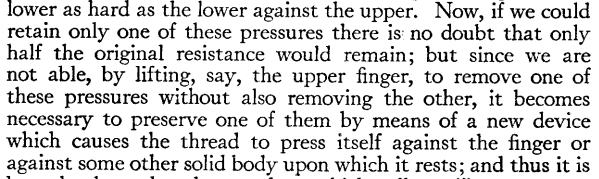 lower as hard as the lower against the upper. Now, if we could
retain only one of these pressures there is no doubt that only
half the original resistance would remain; but since we are
not able, by lifting, say, the upper finger, to remove one of
these pressures without also removing the other, it becomes
necessary to preserve one of them by means of a new device
which causes the thread to press itself against the finger or
against some other solid body upon which it rests; and thus it is